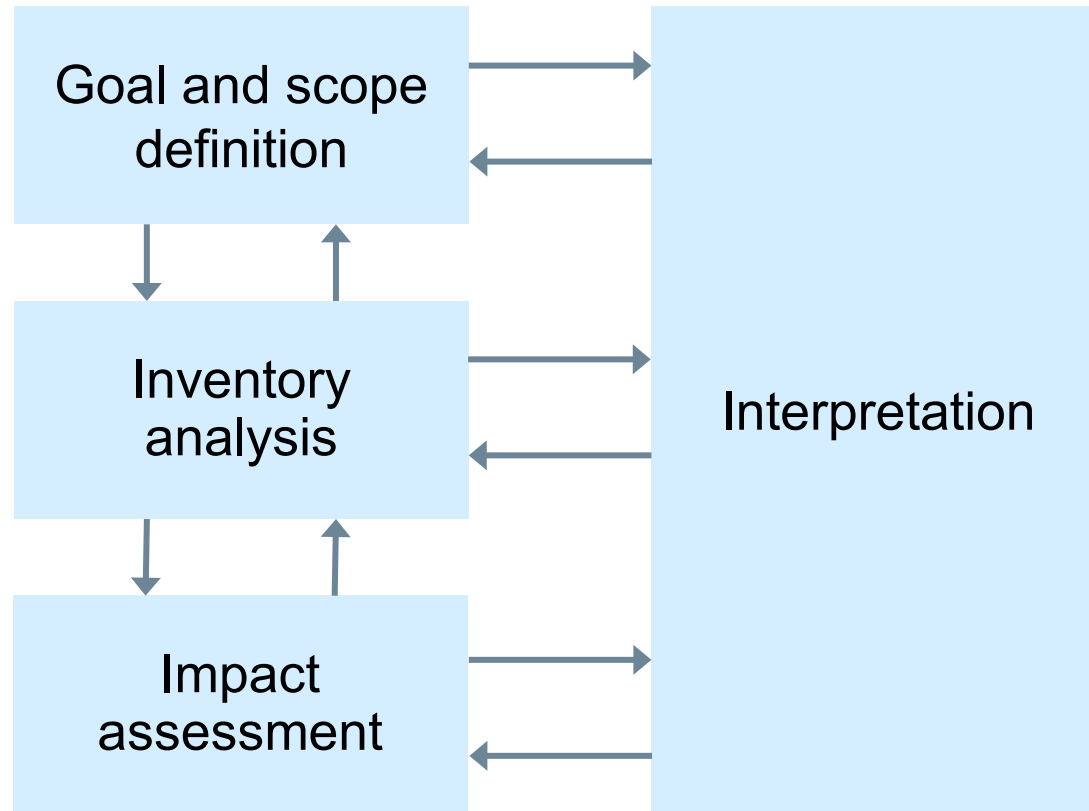 Goal and scope
definition
Inventory
analysis
Interpretation
Impact
assessment